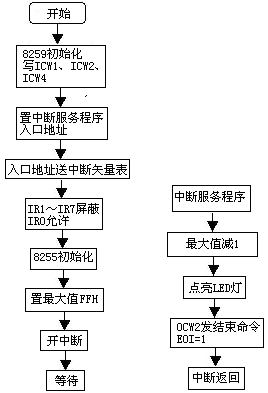 开始
8259初始化
写ICW1、ICW2、
ICW4
置中断服务程序
入口地址
入口地址送中断矢量表
IR1～IR7屏蔽
IR0允许
8255初始化
置最大值FFH
开中断
等待
中断服务程序
最大值减1
点亮LED灯
OCW2发结束命令
EOI=1
中断返回